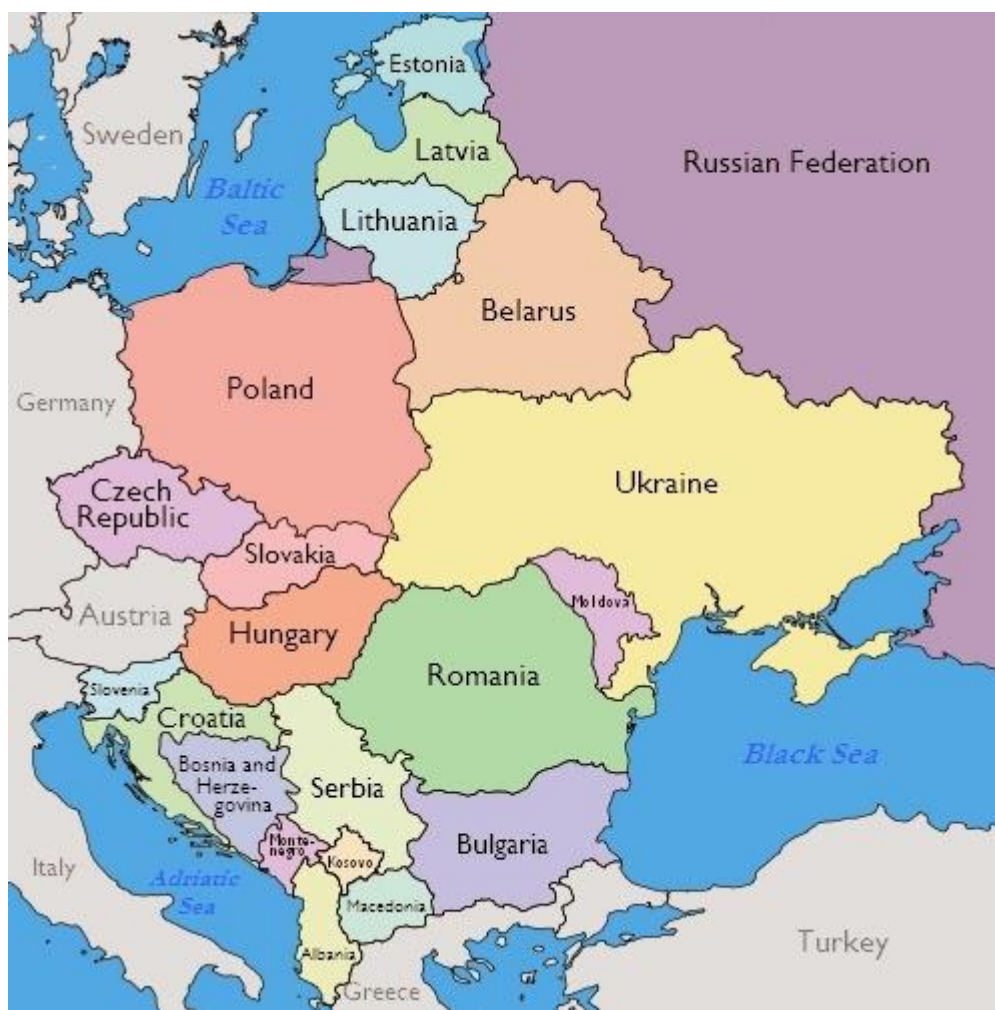 Estonia
Sweden
Latvia
Russian Federation
Baltic
Sea
Lithuania
Belarus
Poland
Germany
Ukraine
Czech
Republic
Slovakia
Moldova
Austria
Hungary
Romania
Slovenia
Croatia
Black Sea
Bosnia and
Herze-
govina
Serbia
Monte-
negro
Bulgaria
Kosovo
Italy
Adriatic
Sea
Macedonia
Turkey
Albania
Greece